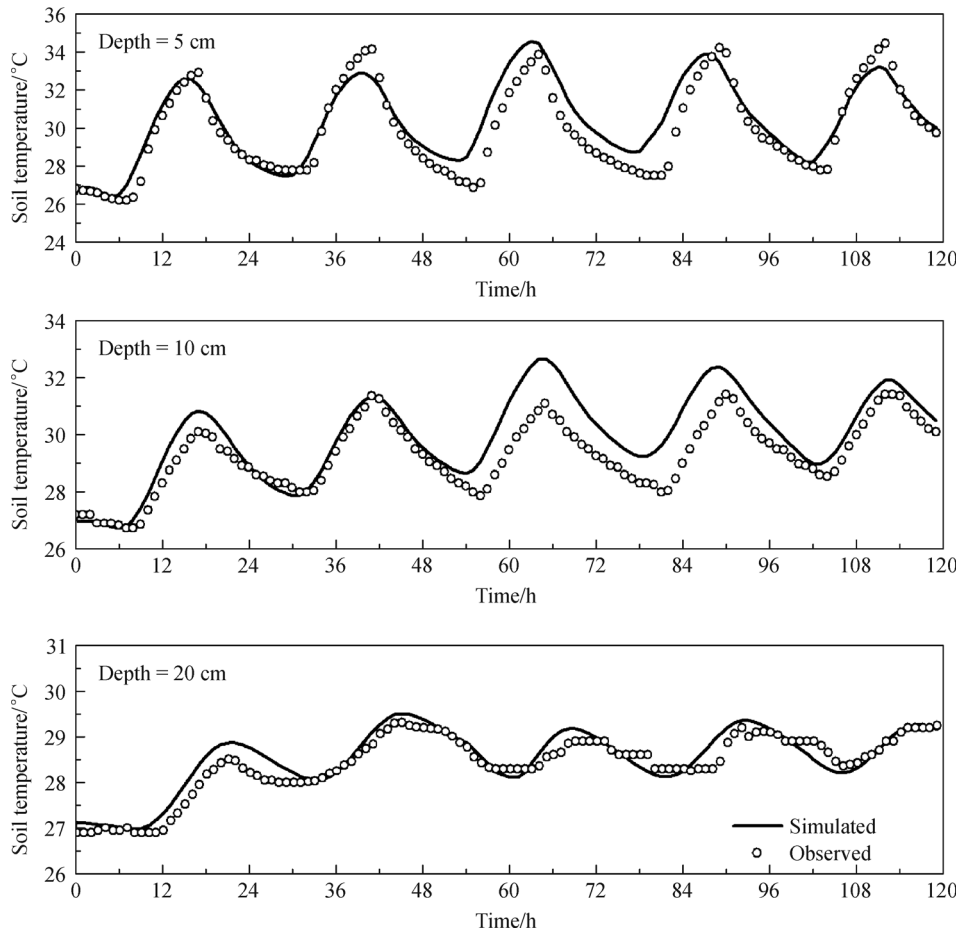 36
34
32
30
28
26
24
Soil temperature/°C
Depth = 5 cm
0 12 24 36 48 60 72 84 96 108 120
Time/h
34
32
30
28
26
Soil temperature/°C
Depth = 10 cm
0 12 24 36 48 60 72 84 96 108 120
Time/h
31
30
29
28
27
26
Soil temperature/°C
Depth = 20 cm
Simulated
Observed
0 12 24 36 48 60 72 84 96 108 120
Time/h